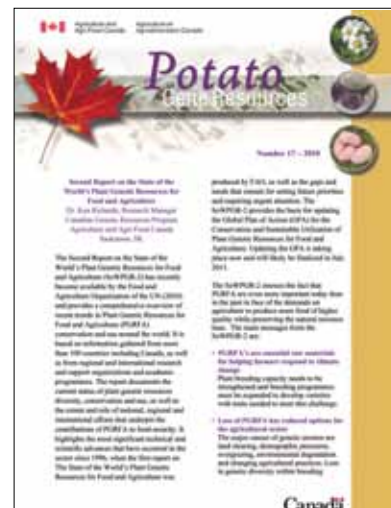 Agriculture and
Agri-Food Canada
Agriculture et
Agroalimentaire Canada
Potato
Gene Resources
Number 17 – 2010
Second Report on the State of the
World's Plant Genetic Resources for
Food and Agriculture
Dr. Ken Richards, Research Manager
Canadian Genetic Resources Program,
Agriculture and Agri-Food Canada
Saskatoon, SK
The Second Report on the State of the
World's Plant Genetic Resources for Food
and Agriculture (SoWPGR-2) has recently
become available by the Food and
Agriculture Organization of the UN (2010)
and provides a comprehensive overview of
recent trends in Plant Genetic Resources for
Food and Agriculture (PGRFA)
conservation and use around the world. It is
based on information gathered from more
than 100 countries including Canada, as well
as from regional and international research
and support organizations and academic
programmes. The report documents the
current status of plant genetic resources
diversity, conservation and use, as well as
the extent and role of national, regional and
international efforts that underpin the
contributions of PGRFA to food security. It
highlights the most significant technical and
scientific advances that have occurred in the
sector since 1996, when the first report on
The State of the World's Plant Genetic
Resources for Food and Agriculture was
produced by FAO, as well as the gaps and
needs that remain for setting future priorities
and requiring urgent attention. The
SoWPGR-2 provides the basis for updating
the Global Plan of Action (GPA) for the
Conservation and Sustainable Utilization of
Plant Genetic Resources for Food and
Agriculture. Updating the GPA is taking
place now and will likely be finalized in July
2011.
The SoWPGR-2 stresses the fact that
PGRFA are even more important today than
in the past in face of the demands on
agriculture to produce more food of higher
quality while preserving the natural resource
base. The main messages from the
SoWPGR-2 are:
• PGRFA's are essential raw materials
for helping farmers respond to climate
change
Plant breeding capacity needs to be
strengthened and breeding programmes
must be expanded to develop varieties
with traits needed to meet this challenge.
• Loss of PGRFA has reduced options for
the agricultural sector
The major causes of genetic erosion are
land clearing, demographic pressures,
overgrazing, environmental degradation
and changing agricultural practices. Loss
in genetic diversity within breeding
Canada